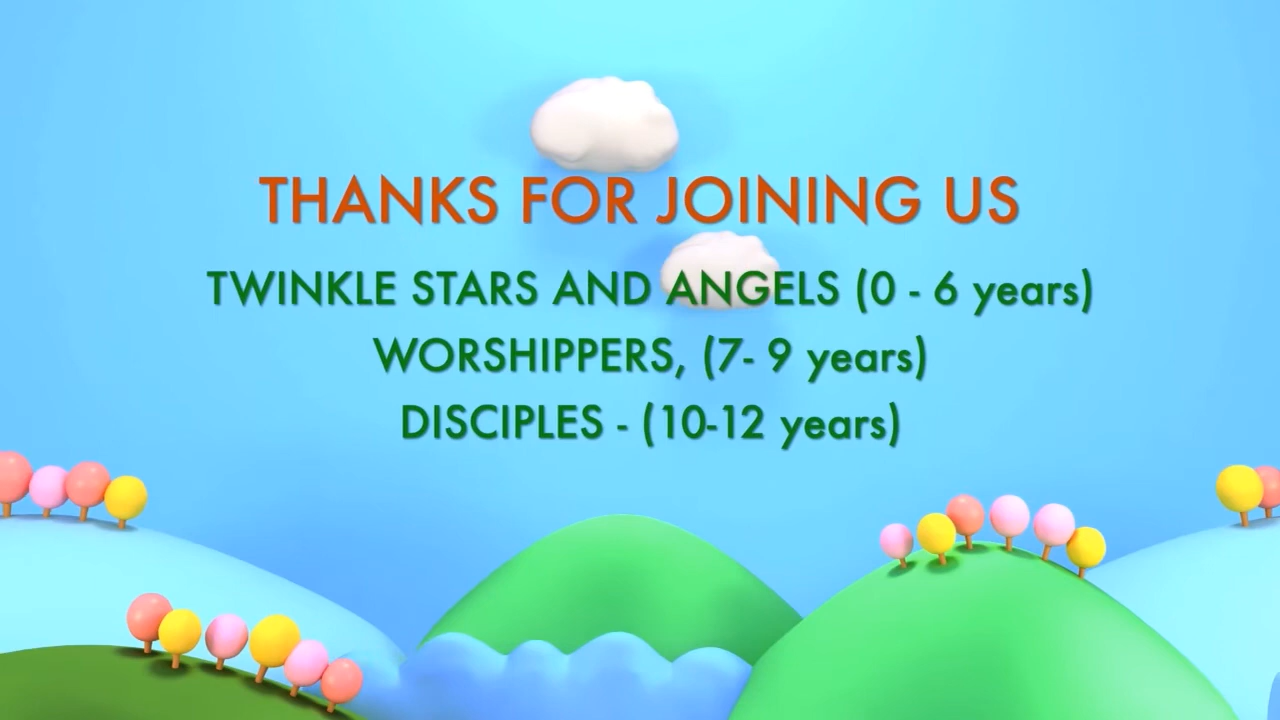 THANKS FOR JOINING US
TWINKLE STARS AND ANGELS (0 - 6 years)
WORSHIPPERS, (7- 9 years)
DISCIPLES - (10-12 years)